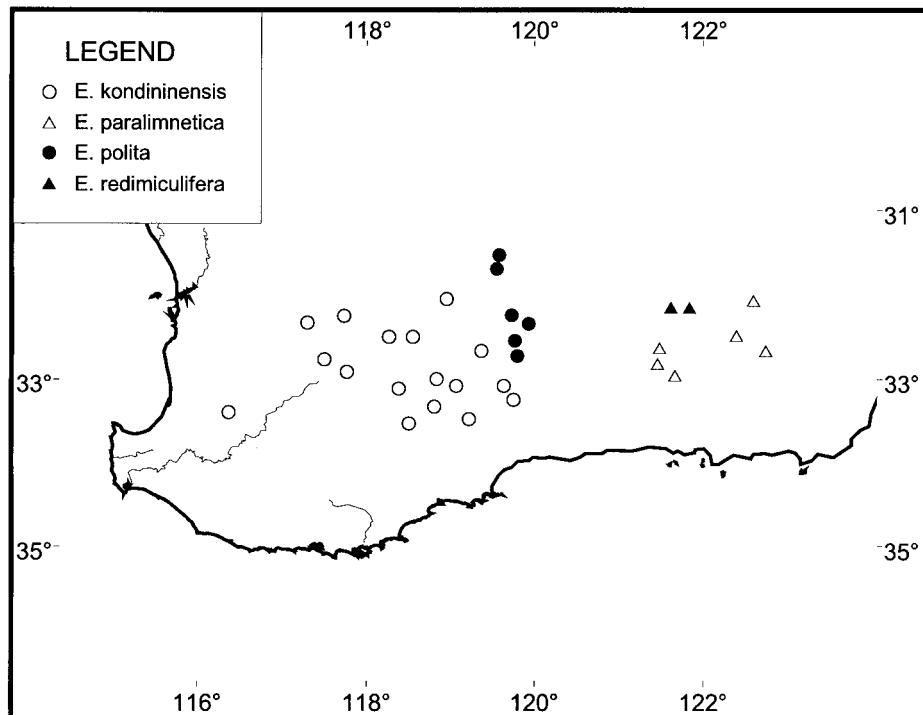 118° 120° 122°
LEGEND
E. kondininensis
E. paralimnetica
E. polita
E. redimiculifera
31°
33° 33°
35° 35°
116° 118° 120° 122°